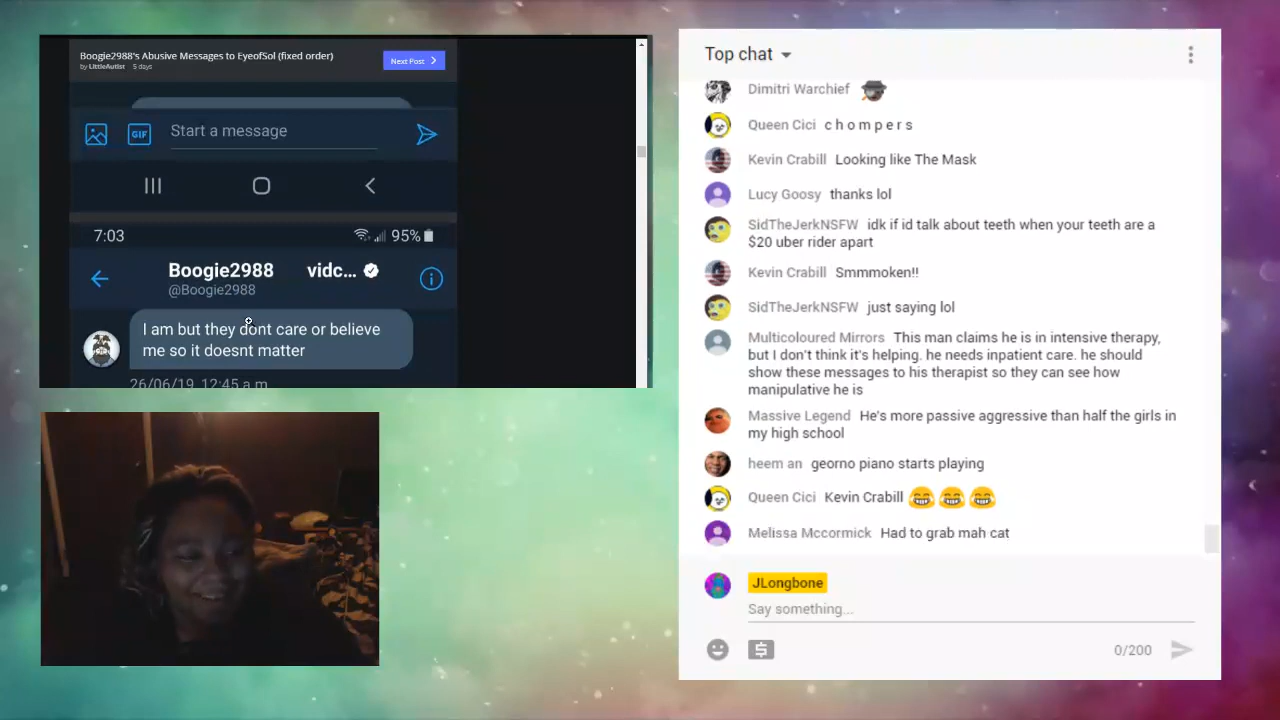 Boogie2988's Abusive Messages to EyeofSol (fixed order)
by LittleAutist 5 days
Next Post
GIF
Start a message
7:03
95%
Boogie2988 vidc...
@Boogie2988
I am but they dont care or believe
me so it doesnt matter
26/06/19, 12:45 a.m.
Top chat
Dimitri Warchief
Queen Cici c h o m p e r s
Kevin Crabill Looking like The Mask
Lucy Goosy thanks lol
SidTheJerkNSFW idk if id talk about teeth when your teeth are a
$20 uber rider apart
Kevin Crabill Smmmoken!!
SidTheJerkNSFW just saying lol
Multicoloured Mirrors This man claims he is in intensive therapy,
but I don't think it's helping. he needs inpatient care. he should
show these messages to his therapist so they can see how
manipulative he is
Massive Legend He's more passive aggressive than half the girls in
my high school
heem an georno piano starts playing
Queen Cici Kevin Crabill 😂 😂 😂
Melissa Mccormick Had to grab mah cat
JLongbone
Say something...
0/200